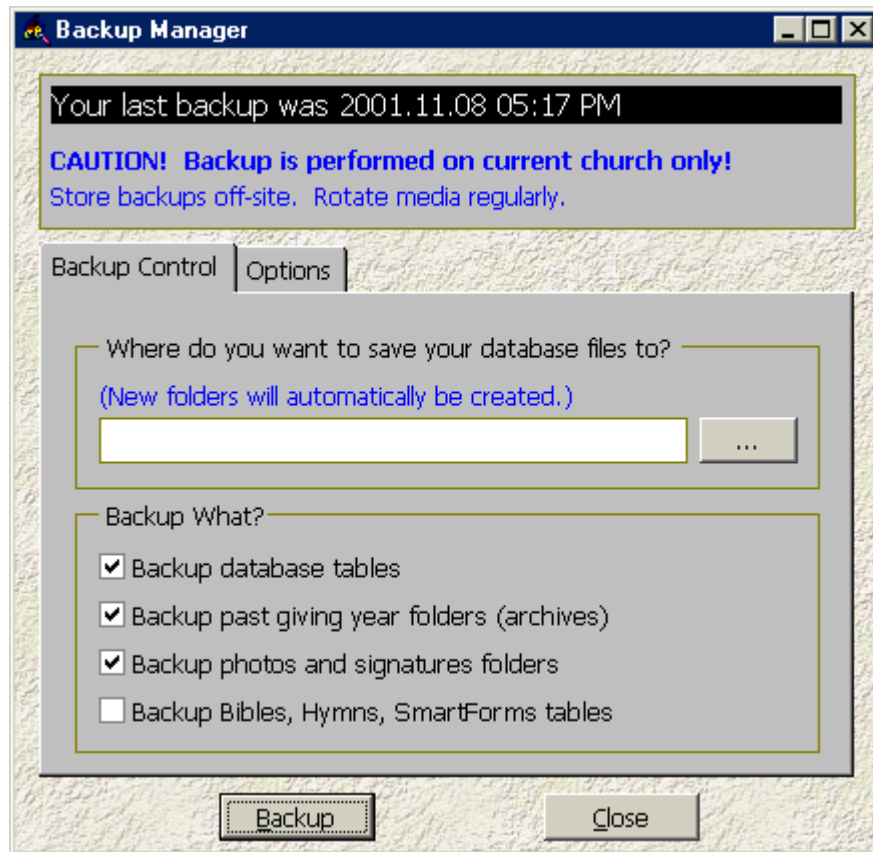 Backup Manager
Your last backup was 2001.11.08 05:17 PM
CAUTION! Backup is performed on current church only!
Store backups off-site. Rotate media regularly.
Backup Control
Options
Where do you want to save your database files to?
(New folders will automatically be created.)
...
Backup What?
Backup database tables
Backup past giving year folders (archives)
Backup photos and signatures folders
Backup Bibles, Hymns, SmartForms tables
Backup
Close